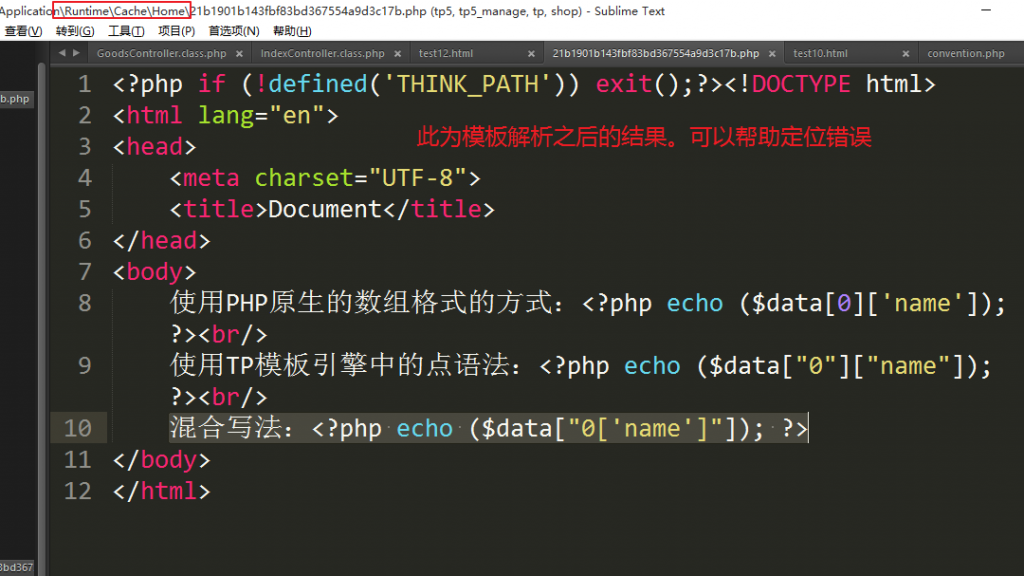 Application\Runtime\Cache\Home\21b1901b143fbf83bd367554a9d3c17b.php (tp5, tp5_manage, tp, shop) - Sublime Text
查看(V) 转到(G) 工具(T) 项目(P) 首选项(N) 帮助(H)
GoodsController.class.php × IndexController.class.php × test12.html × 21b1901b143fbf83bd367554a9d3c17b.php × test10.html × convention.php
b.php
1 <?php if (!defined('THINK_PATH')) exit();?><!DOCTYPE html>
2 <html lang="en">
此为模板解析之后的结果。可以帮助定位错误
3 <head>
4 <meta charset="UTF-8">
5 <title>Document</title>
6 </head>
7 <body>
8 使用PHP原生的数组格式的方式：<?php echo ($data[0]['name']);
?><br/>
9 使用TP模板引擎中的点语法：<?php echo ($data["0"]["name"]);
?><br/>
10 混合写法：<?php echo ($data["0['name']"]); ?>
11 </body>
12 </html>
3bd367